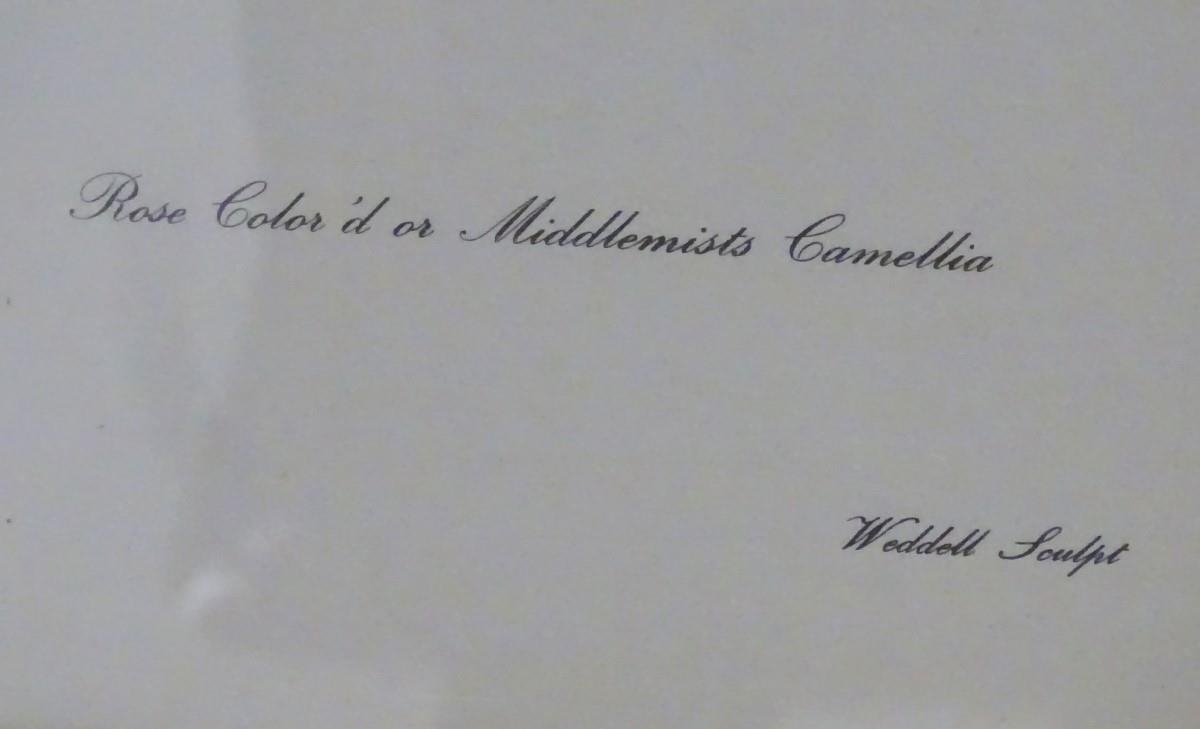 Rose Color'd or Middlemists Camellia
Weddell Sculpt